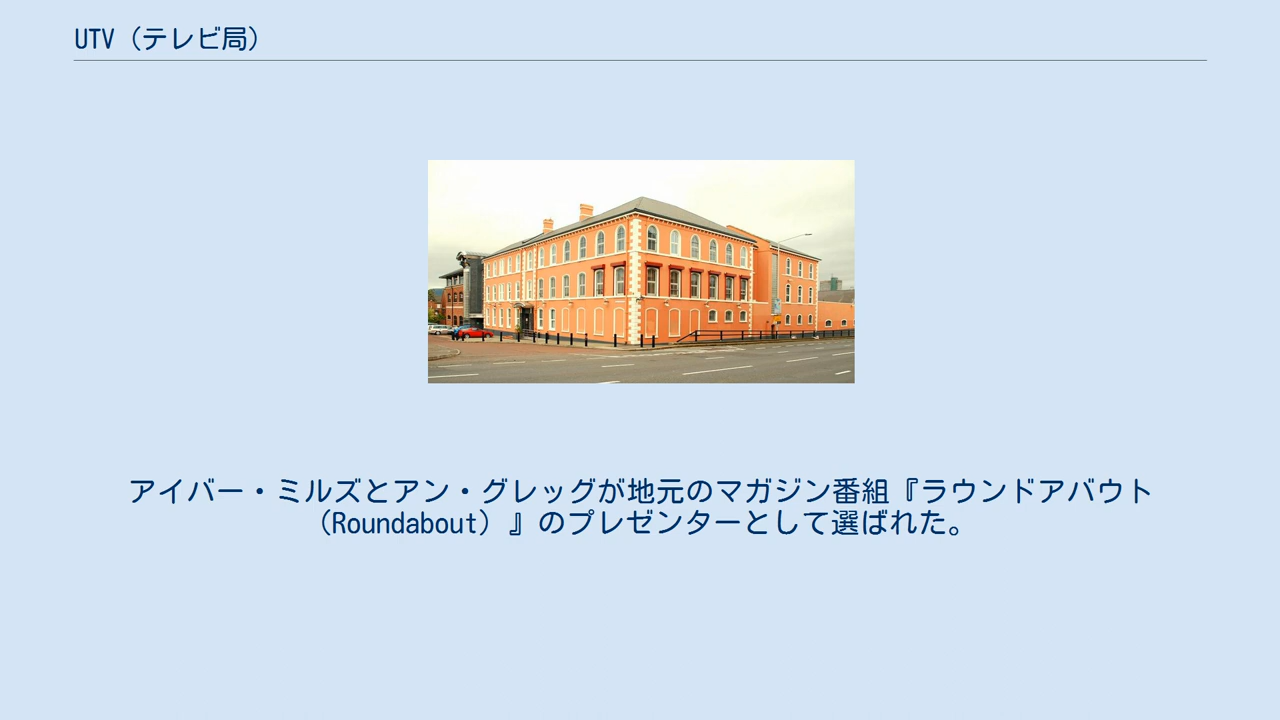 UTV（テレビ局）
アイバー・ミルズとアン・グレッグが地元のマガジン番組『ラウンドアバウト
（Roundabout）』のプレゼンターとして選ばれた。